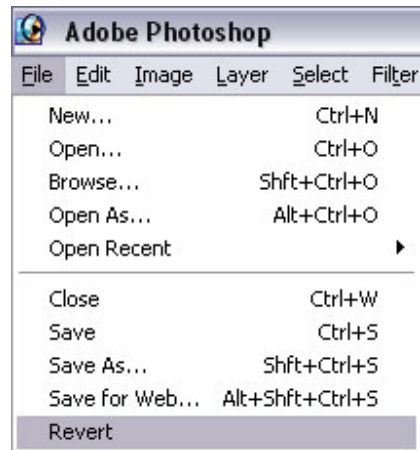 Adobe Photoshop
File Edit Image Layer Select Filter
New... Ctrl+N
Open... Ctrl+O
Browse... Shft+Ctrl+O
Open As... Alt+Ctrl+O
Open Recent
Close Ctrl+W
Save Ctrl+S
Save As... Shft+Ctrl+S
Save for Web... Alt+Shft+Ctrl+S
Revert